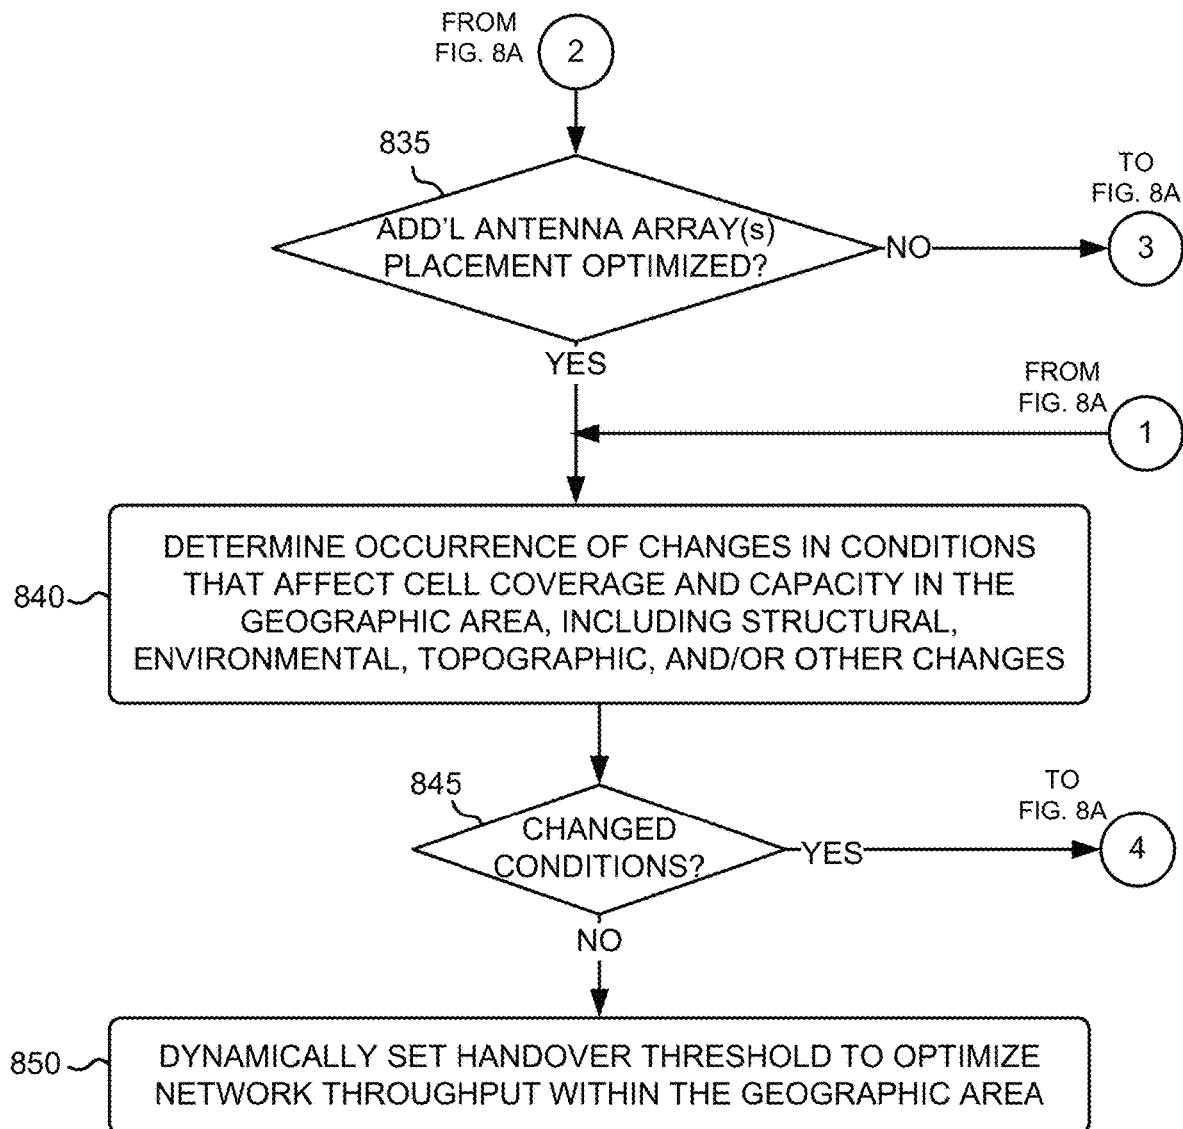 FROM
FIG. 8A
2
835
ADD'L ANTENNA ARRAY(s)
PLACEMENT OPTIMIZED?
NO
TO
FIG. 8A
3
YES
FROM
FIG. 8A
1
840
DETERMINE OCCURRENCE OF CHANGES IN CONDITIONS
THAT AFFECT CELL COVERAGE AND CAPACITY IN THE
GEOGRAPHIC AREA, INCLUDING STRUCTURAL,
ENVIRONMENTAL, TOPOGRAPHIC, AND/OR OTHER CHANGES
845
CHANGED
CONDITIONS?
YES
TO
FIG. 8A
4
NO
850
DYNAMICALLY SET HANDOVER THRESHOLD TO OPTIMIZE
NETWORK THROUGHPUT WITHIN THE GEOGRAPHIC AREA